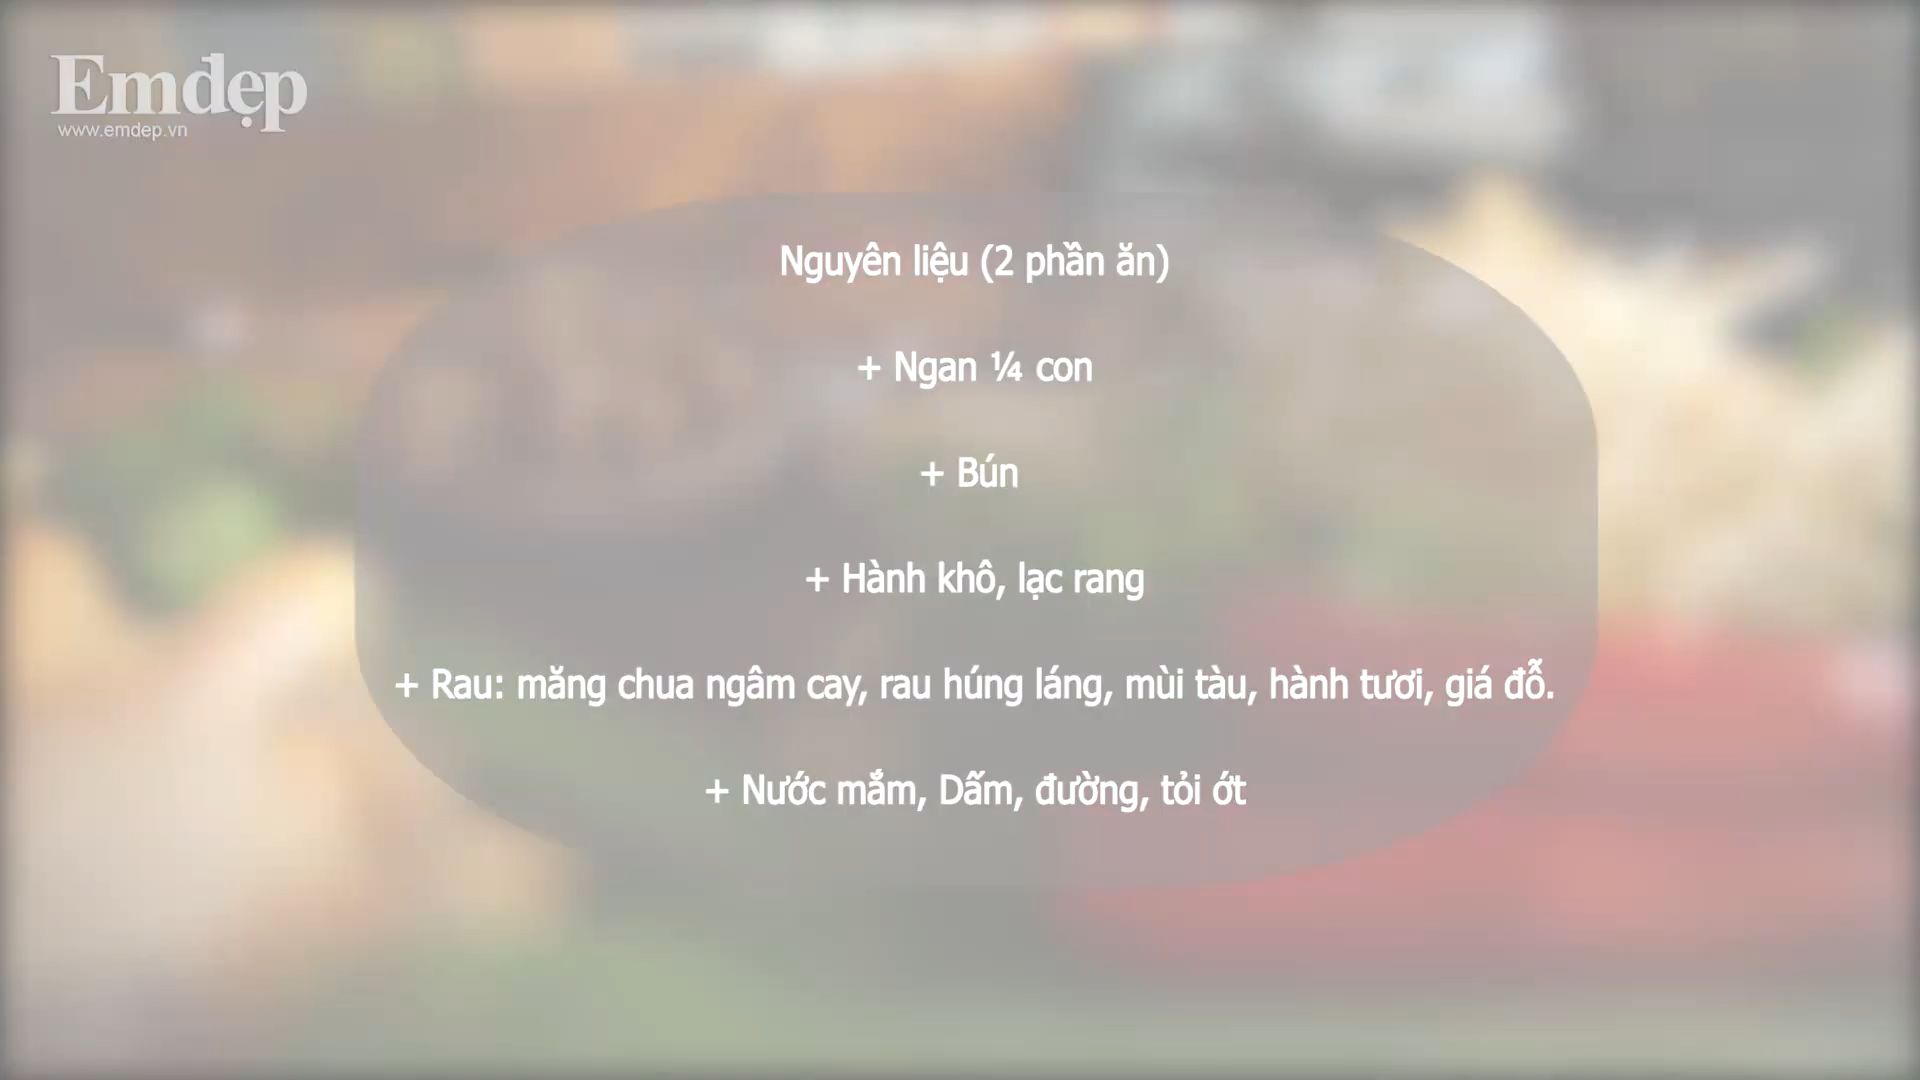 Emdẹp
www.emdep.vn
Nguyên liệu (2 phần ăn)
+ Ngan ¼ con
+ Bún
+ Hành khô, lạc rang
+ Rau: măng chua ngâm cay, rau húng láng, mùi tàu, hành tươi, giá đỗ.
+ Nước mắm, Dấm, đường, tỏi ớt